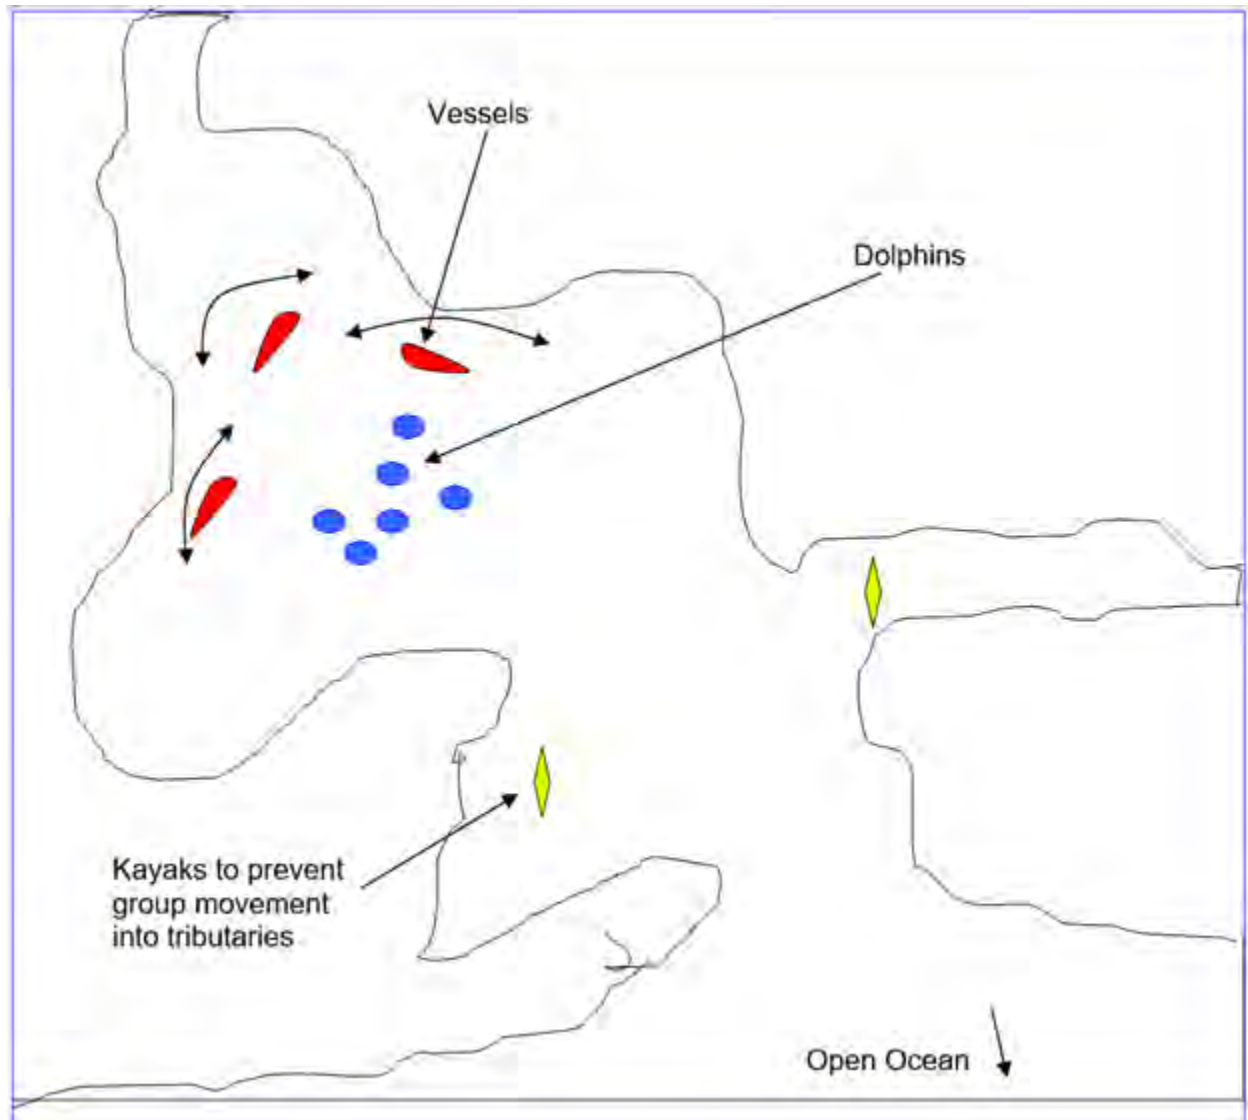 Vessels
Dolphins
Kayaks to prevent
group movement
into tributaries
Open Ocean